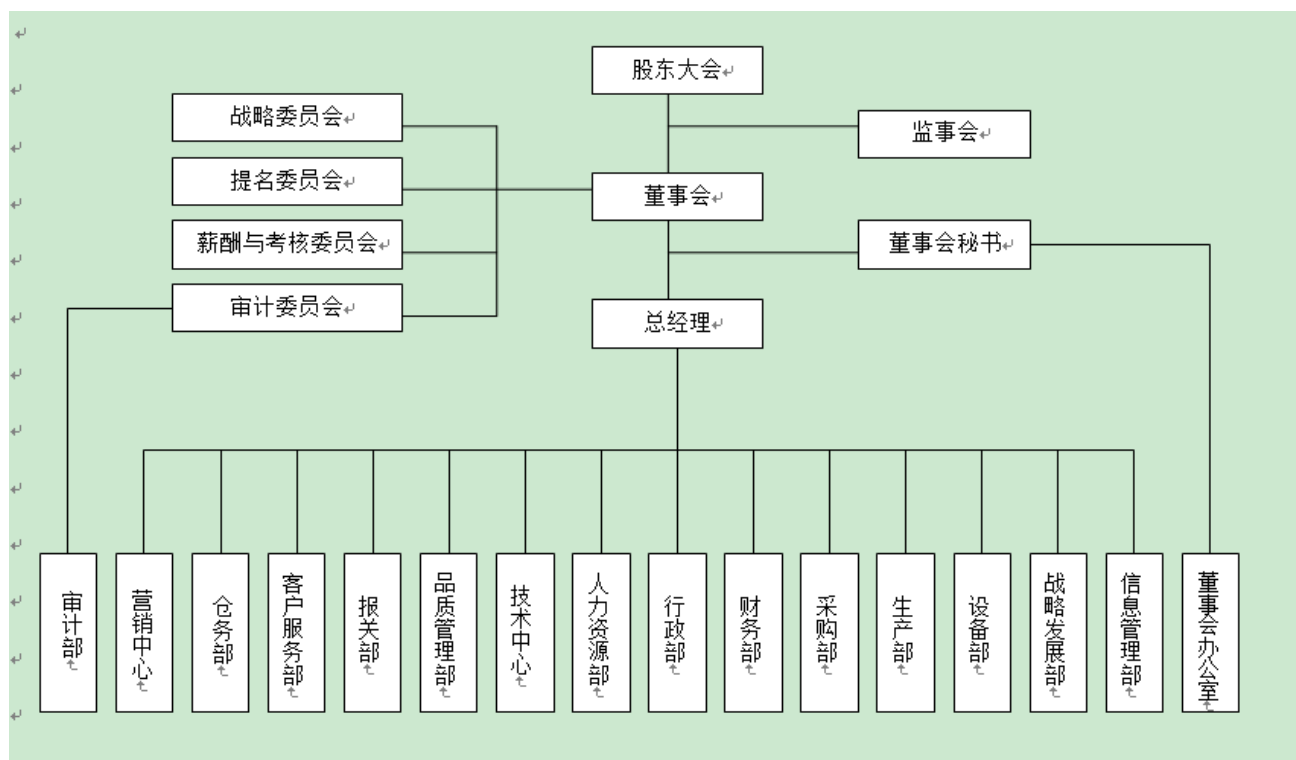 股东大会
战略委员会
监事会
提名委员会
董事会
薪酬与考核委员会
董事会秘书
审计委员会
总经理
审计部
营销中心
仓务部
客户服务部
报关部
品质管理部
技术中心
人力资源部
行政部
财务部
采购部
生产部
设备部
战略发展部
信息管理部
董事会办公室